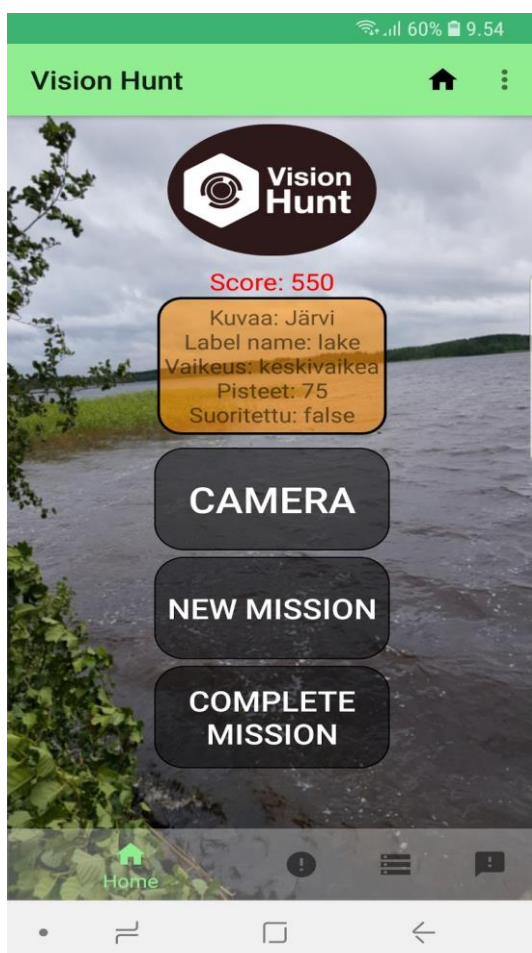 60% 9.54
Vision Hunt
Vision
Hunt
Score: 550
Kuvaa: Järvi
Label name: lake
Vaikeus: keskivaikea
Pisteet: 75
Suoritettu: false
CAMERA
NEW MISSION
COMPLETE
MISSION
Home